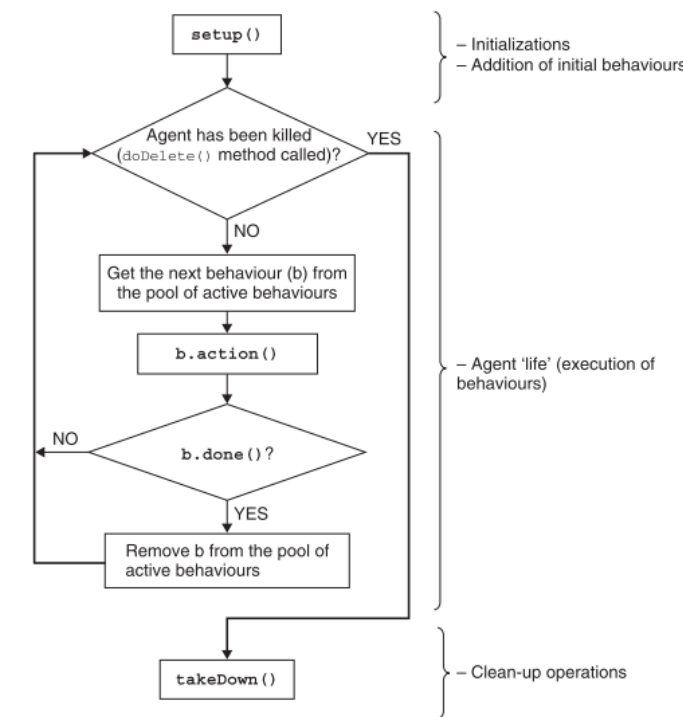 setup()
– Initializations
– Addition of initial behaviours
Agent has been killed
(doDelete() method called)?
YES
NO
Get the next behaviour (b) from
the pool of active behaviours
b.action()
– Agent ‘life’ (execution of
behaviours)
NO
b.done()?
YES
Remove b from the pool of
active behaviours
takeDown()
– Clean-up operations